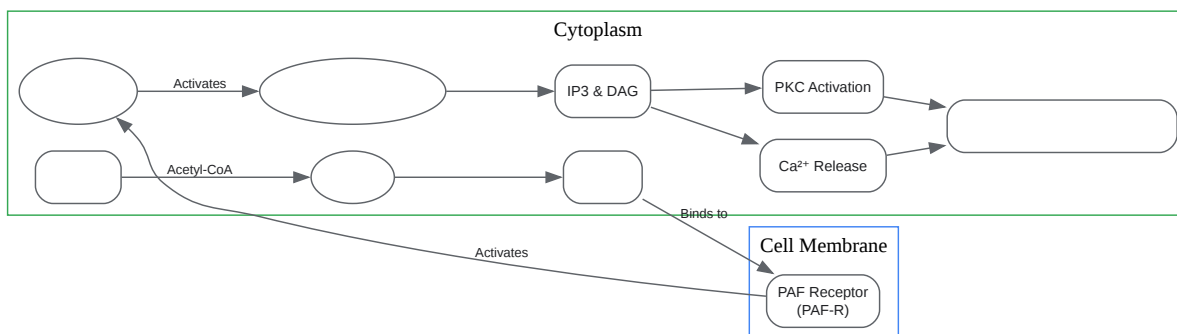 Cytoplasm
Activates
IP3 & DAG
PKC Activation
Acetyl-CoA
Ca²⁺ Release
Binds to
Cell Membrane
Activates
PAF Receptor
(PAF-R)